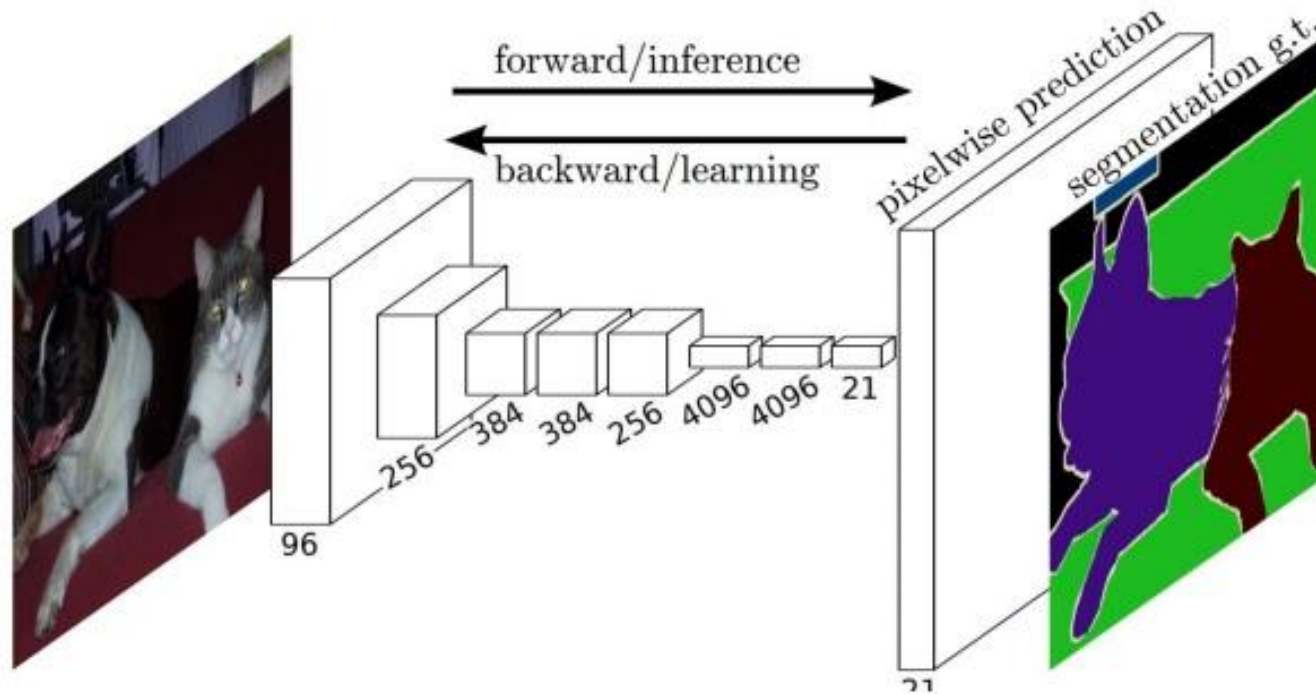 forward/inference
backward/learning
pixelwise prediction
segmentation g.t.
96
256
384
384
256
4096
4096
21
21